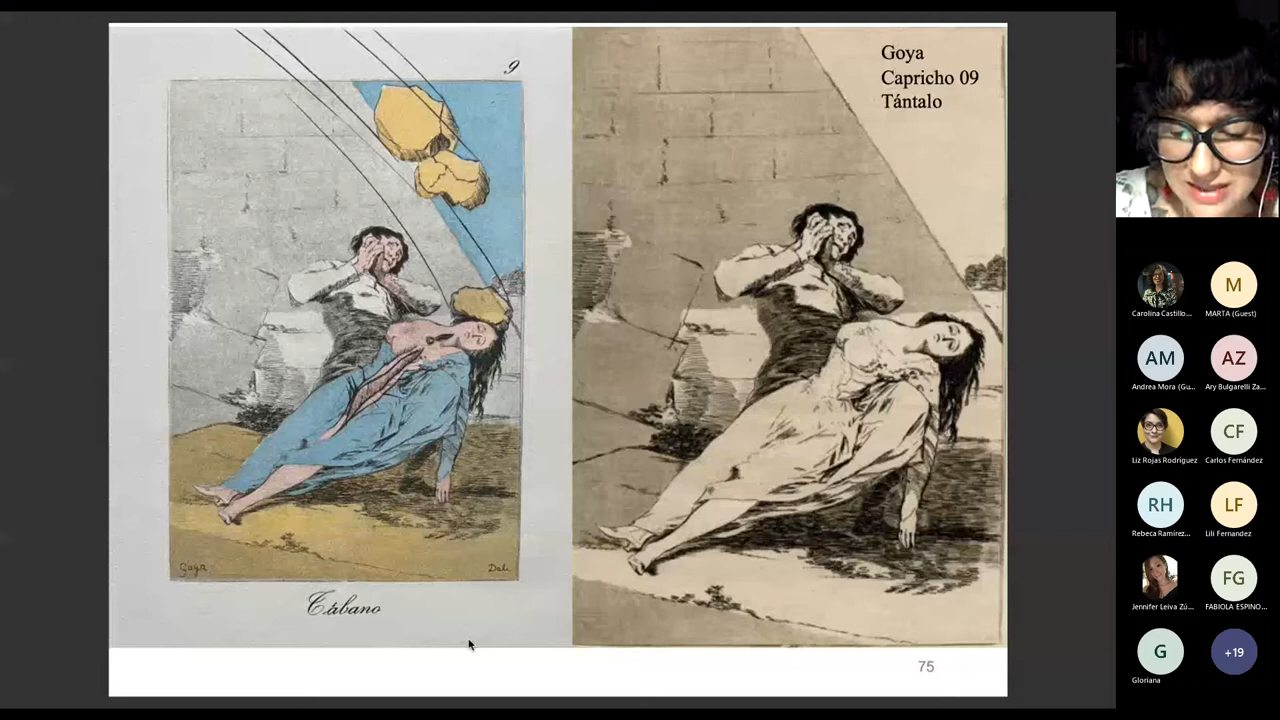 9
Goya
Capricho 09
Tántalo
Goya
Dalí
Tábano
75
Carolina Castillo...
M
MARTA (Guest)
AM
Andrea Mora (Gu...
AZ
Ary Bulgarelli Za...
Liz Rojas Rodríguez
CF
Carlos Fernández
RH
Rebeca Ramírez...
LF
Lili Fernandez
Jennifer Leiva Zú...
FG
FABIOLA ESPINO...
G
Gloriana
+19